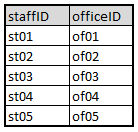 staffID officeID
st01 of01
st02 of02
st03 of03
st04 of04
st05 of05